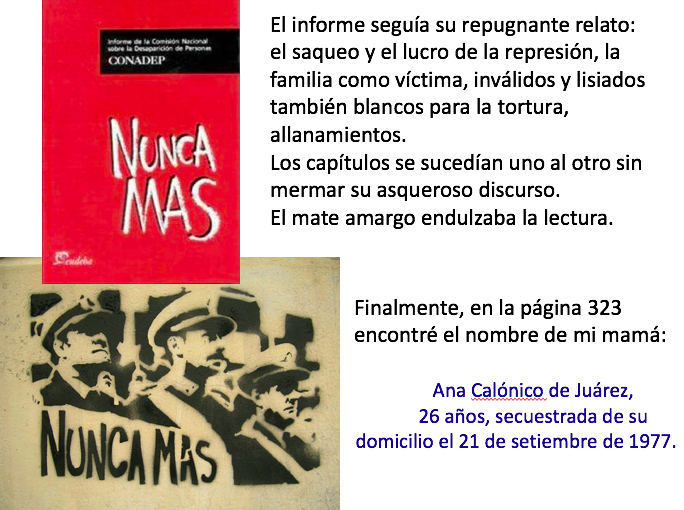 Informe de la Comisión Nacional
sobre la Desaparición de Personas
CONADEP
NUNCA
MAS
Eudeba
El informe seguía su repugnante relato:
el saqueo y el lucro de la represión, la
familia como víctima, inválidos y lisiados
también blancos para la tortura,
allanamientos.
Los capítulos se sucedían uno al otro sin
mermar su asqueroso discurso.
El mate amargo endulzaba la lectura.
NUNCA MAS
Finalmente, en la página 323
encontré el nombre de mi mamá:
Ana Calónico de Juárez,
26 años, secuestrada de su
domicilio el 21 de setiembre de 1977.